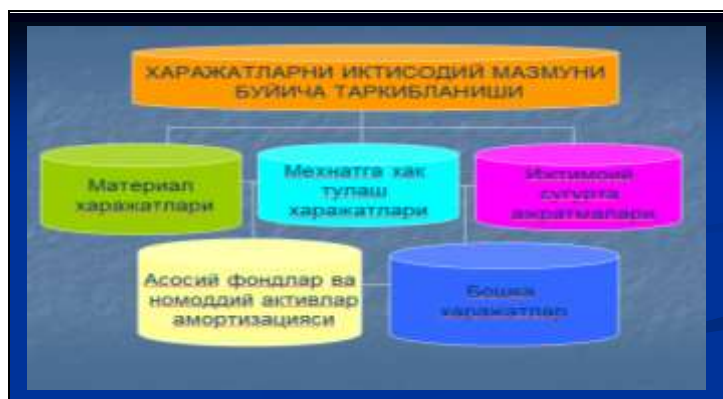 ХАРАЖАТЛАРНИ ИКТИСОДИЙ МАЗМУНИ
БУЙИЧА ТАРКИБЛАНИШИ
Материал
харажатлари
Мехнатга хак
тулаш
харажатлари
Ижтимоий
сугурта
ажратмалари
Асосий фондлар ва
номоддий активлар
амортизацияси
Бошка
харажатлар